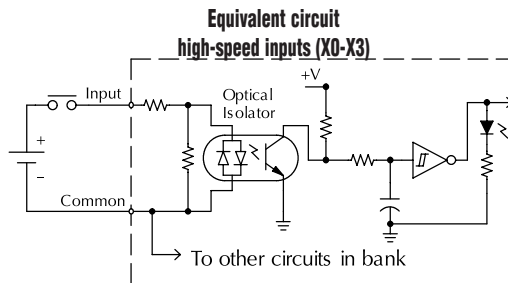 Equivalent circuit
high-speed inputs (X0-X3)
+V
Input
Optical
Isolator
+
−
Common
To other circuits in bank